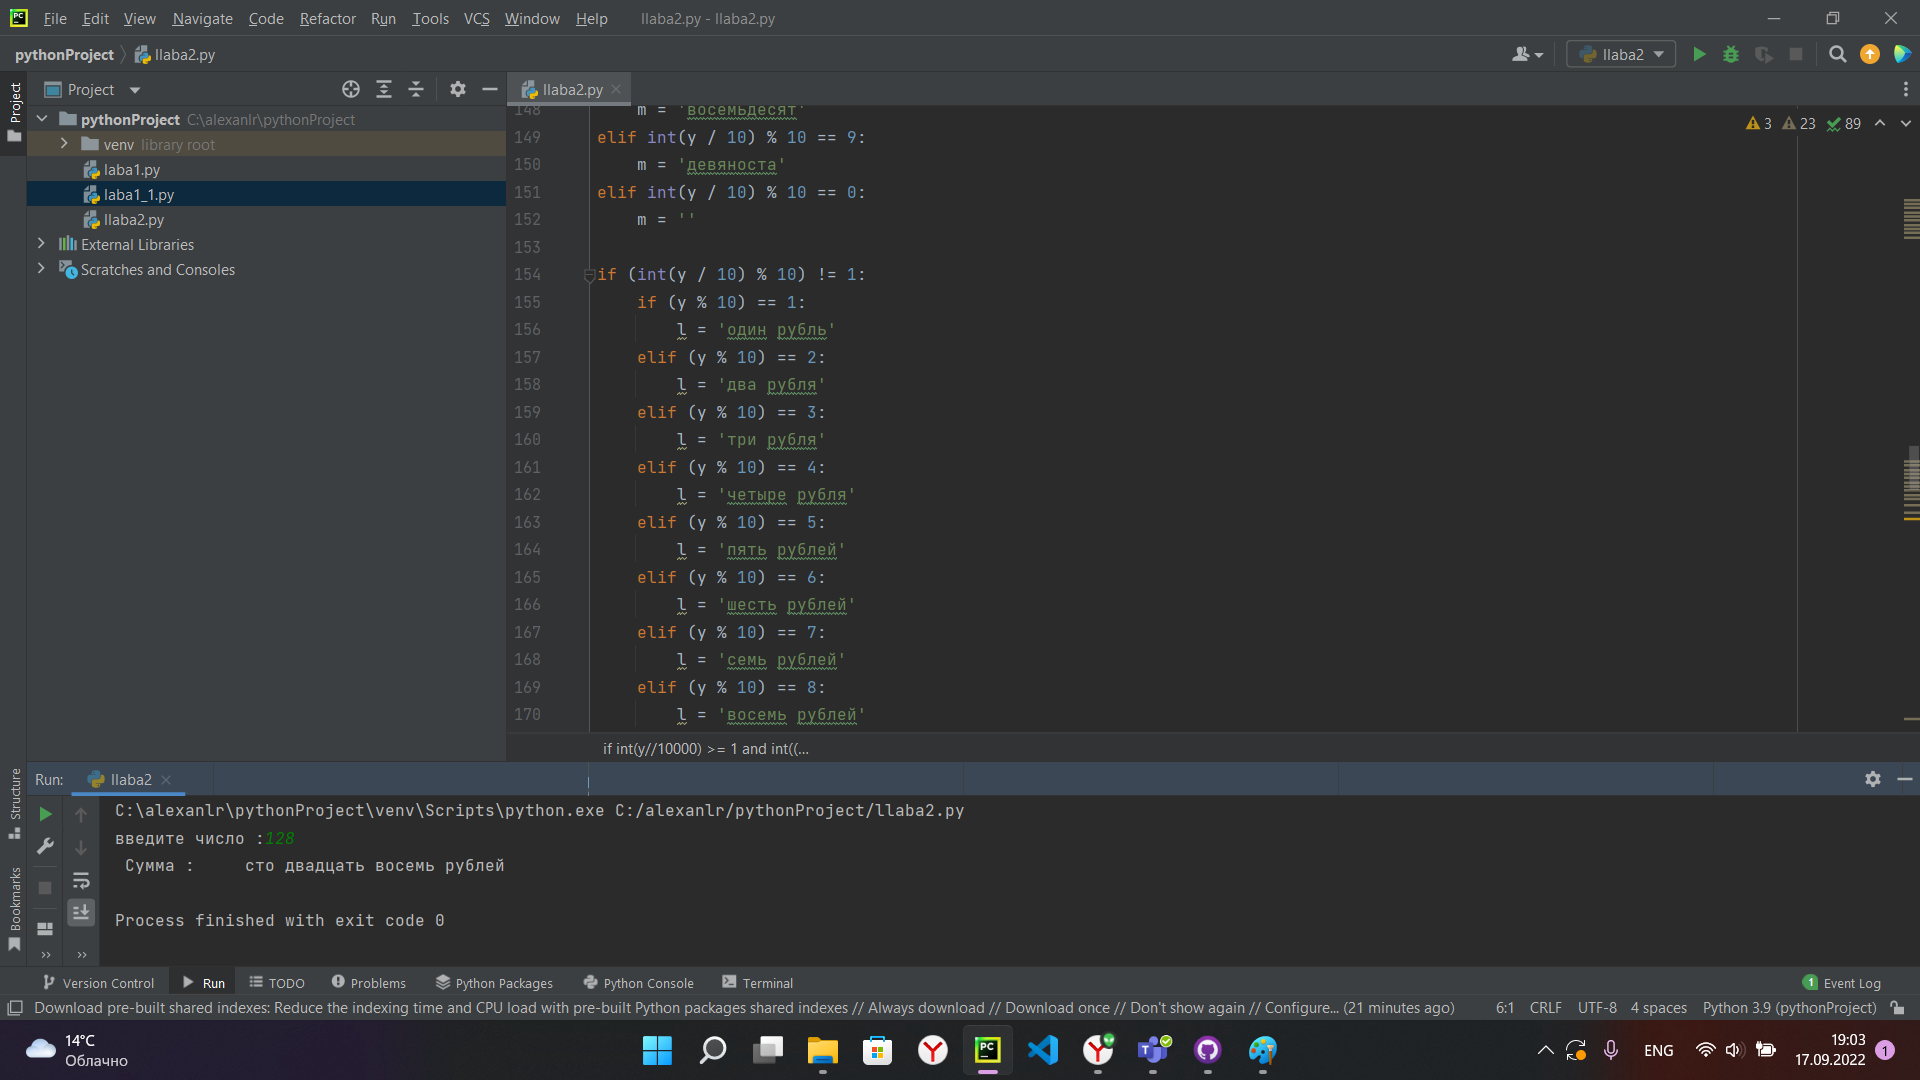 File Edit View Navigate Code Refactor Run Tools VCS Window Help llaba2.py - llaba2.py
pythonProject llaba2.py llaba2
Project llaba2.py
Project
pythonProject C:\alexanlr\pythonProject
venv library root
laba1.py
laba1_1.py
llaba2.py
External Libraries
Scratches and Consoles
3 23 89
148 m = 'восемьдесят'
149 elif int(y / 10) % 10 == 9:
150 m = 'девяноста'
151 elif int(y / 10) % 10 == 0:
152 m = ''
153
154 if (int(y / 10) % 10) != 1:
155 if (y % 10) == 1:
156 l = 'один рубль'
157 elif (y % 10) == 2:
158 l = 'два рубля'
159 elif (y % 10) == 3:
160 l = 'три рубля'
161 elif (y % 10) == 4:
162 l = 'четыре рубля'
163 elif (y % 10) == 5:
164 l = 'пять рублей'
165 elif (y % 10) == 6:
166 l = 'шесть рублей'
167 elif (y % 10) == 7:
168 l = 'семь рублей'
169 elif (y % 10) == 8:
170 l = 'восемь рублей'
if int(y//10000) >= 1 and int((...
Structure
Bookmarks
Run: llaba2
C:\alexanlr\pythonProject\venv\Scripts\python.exe C:/alexanlr/pythonProject/llaba2.py
введите число :128
Сумма : сто двадцать восемь рублей
Process finished with exit code 0
Version Control Run TODO Problems Python Packages Python Console Terminal 1 Event Log
Download pre-built shared indexes: Reduce the indexing time and CPU load with pre-built Python packages shared indexes // Always download // Download once // Don't show again // Configure... (21 minutes ago) 6:1 CRLF UTF-8 4 spaces Python 3.9 (pythonProject)
14°C
Облачно
ENG
19:03
17.09.2022
1